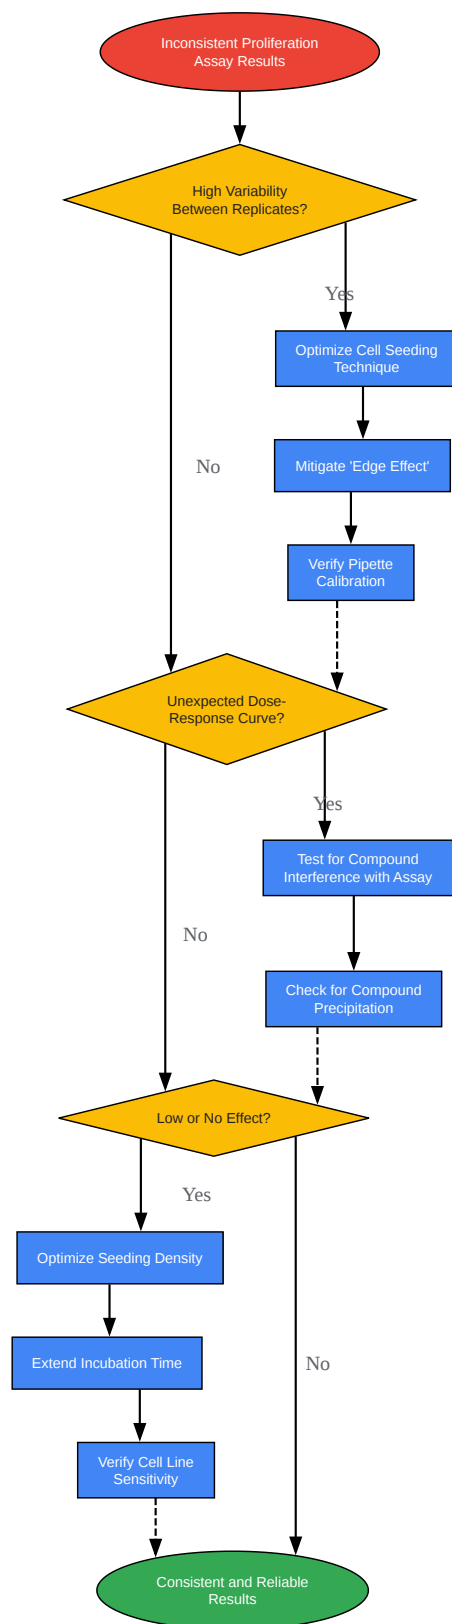 Inconsistent Proliferation
Assay Results
High Variability
Between Replicates?
Yes
Optimize Cell Seeding
Technique
Mitigate 'Edge Effect'
No
Verify Pipette
Calibration
Unexpected Dose-
Response Curve?
Yes
Test for Compound
Interference with Assay
No
Check for Compound
Precipitation
Low or No Effect?
Yes
Optimize Seeding Density
Extend Incubation Time
No
Verify Cell Line
Sensitivity
Consistent and Reliable
Results